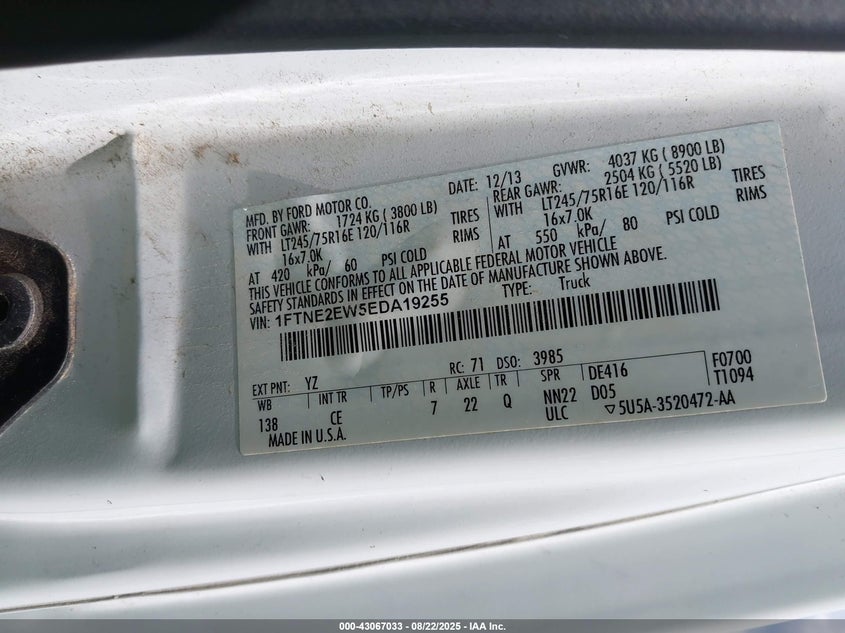 MFD. BY FORD MOTOR CO. DATE: 12/13 GVWR: 4037 KG ( 8900 LB)
FRONT GAWR: 1724 KG ( 3800 LB) REAR GAWR: 2504 KG ( 5520 LB)
WITH LT245/75R16E 120/116R TIRES WITH LT245/75R16E 120/116R TIRES
16x7.0K RIMS 16x7.0K RIMS
AT 420 kPa/ 60 PSI COLD AT 550 kPa/ 80 PSI COLD
THIS VEHICLE CONFORMS TO ALL APPLICABLE FEDERAL MOTOR VEHICLE
SAFETY STANDARDS IN EFFECT ON THE DATE OF MANUFACTURE SHOWN ABOVE.
VIN: 1FTNE2EW5EDA19255 TYPE: Truck
EXT PNT: YZ RC: 71 DSO: 3985
WB INT TR TP/PS R AXLE TR SPR DE416 F0700
138 CE 7 22 Q NN22 D05 T1094
MADE IN U.S.A. ULC ▽5U5A-3520472-AA
000-43067033 - 08/22/2025 - IAA Inc.